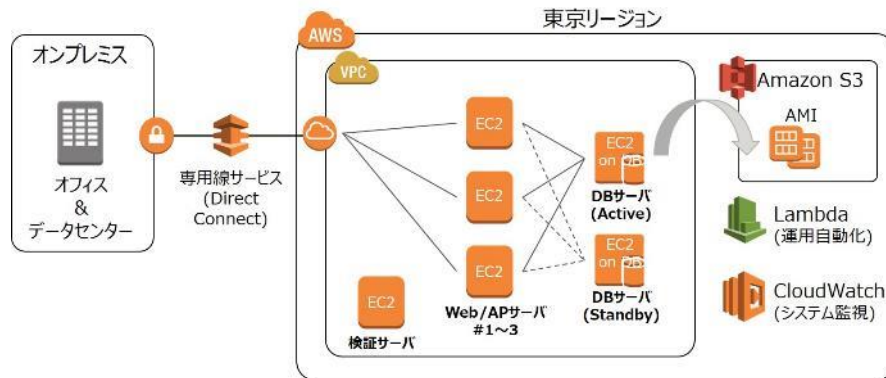 東京リージョン
オンプレミス
オフィス
&
データセンター
専用線サービス
(Direct
Connect)
AWS
VPC
EC2
EC2
EC2
Web/APサーバ
#1～3
EC2
検証サーバ
EC2
on DB
DBサーバ
(Active)
EC2
on DB
DBサーバ
(Standby)
Amazon S3
AMI
Lambda
(運用自動化)
CloudWatch
(システム監視)